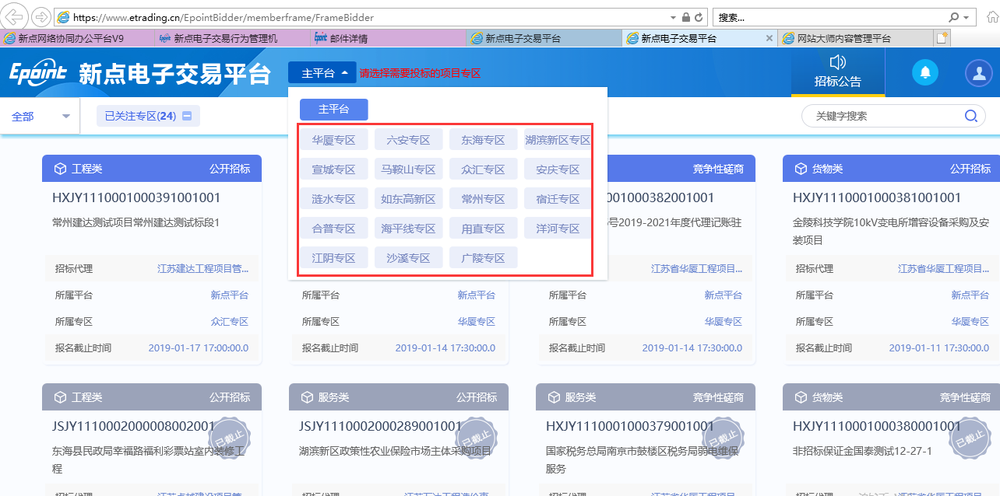 https://www.etrading.cn/EpointBidder/memberframe/FrameBidder
搜索...
新点网络协同办公平台V9
新点电子交易行为管理机
邮件详情
新点电子交易平台
新点电子交易平台
网站大师内容管理平台
Epoint 新点电子交易平台
主平台
请选择需要投标的项目专区
招标公告
全部
已关注专区(24)
关键字搜索
主平台
华厦专区 六安专区 东海专区 湖滨新区专区
宣城专区 马鞍山专区 众汇专区 安庆专区
涟水专区 如东高新区 常州专区 宿迁专区
合普专区 海平线专区 用直专区 洋河专区
江阴专区 沙溪专区 广陵专区
工程类 公开招标
HXJY1110001000391001001
常州建达测试项目常州建达测试标段1
招标代理 江苏建达工程项目管...
所属平台 新点平台
所属专区 众汇专区
报名截止时间 2019-01-17 17:00:00.0
所属平台 新点平台
所属专区 华厦专区
报名截止时间 2019-01-14 17:30:00.0
竞争性磋商
001000382001001
号2019-2021年度代理记账驻
江苏省华厦工程项目...
所属平台 新点平台
所属专区 华厦专区
报名截止时间 2019-01-14 17:30:00.0
货物类 公开招标
HXJY1110001000381001001
金陵科技学院10kV变电所增容设备采购及安
装项目
招标代理 江苏省华厦工程项目...
所属平台 新点平台
所属专区 华厦专区
报名截止时间 2019-01-11 17:30:00.0
工程类 公开招标
JSJY1110002000008002001
已截止
东海县民政局幸福路福利彩票站室内装修工
程
服务类 公开招标
JSJY1110002000289001001
已截止
湖滨新区政策性农业保险市场主体采购项目
服务类 竞争性磋商
HXJY1110001000379001001
已截止
国家税务总局南京市鼓楼区税务局弱电维保
服务
货物类 竞争性磋商
HXJY1110001000380001001
已截止
非招标保证金国泰测试12-27-1